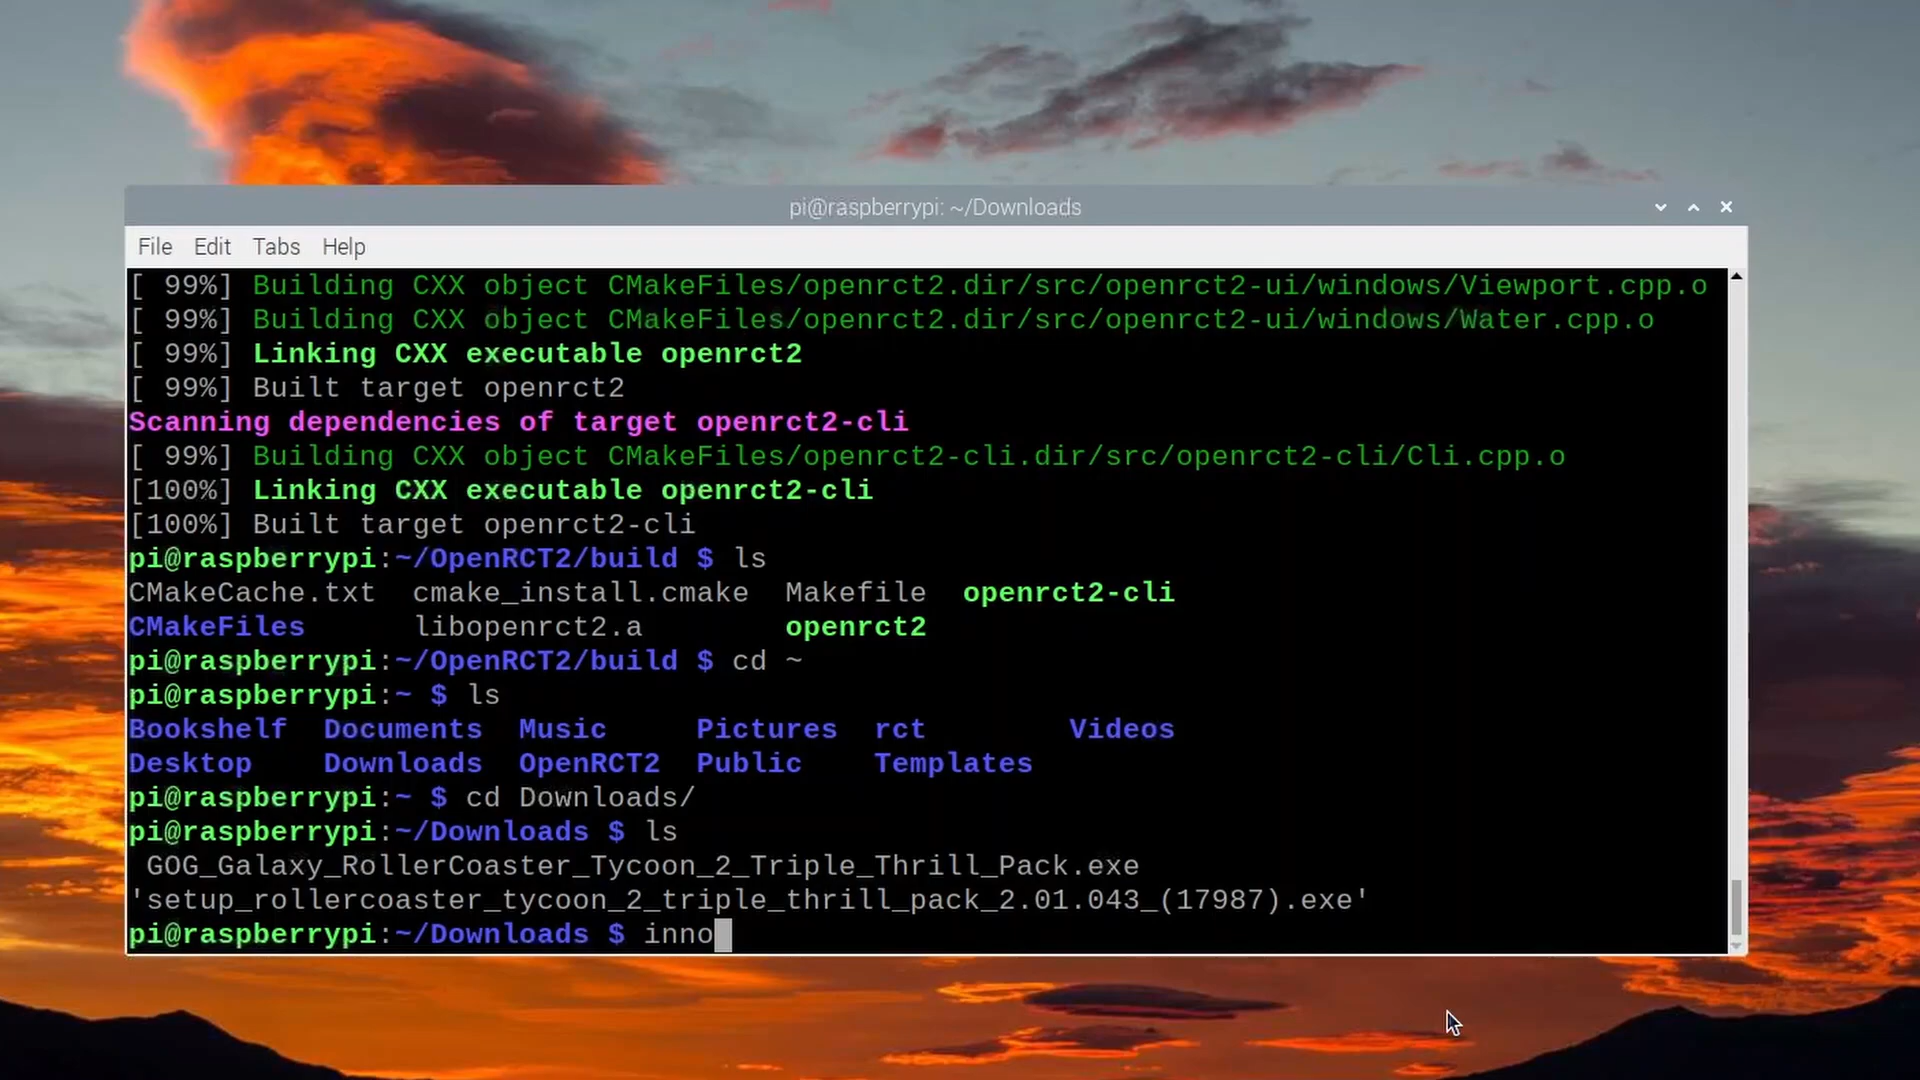 pi@raspberrypi: ~/Downloads
File Edit Tabs Help
[ 99%] Building CXX object CMakeFiles/openrct2.dir/src/openrct2-ui/windows/Viewport.cpp.o
[ 99%] Building CXX object CMakeFiles/openrct2.dir/src/openrct2-ui/windows/Water.cpp.o
[ 99%] Linking CXX executable openrct2
[ 99%] Built target openrct2
Scanning dependencies of target openrct2-cli
[ 99%] Building CXX object CMakeFiles/openrct2-cli.dir/src/openrct2-cli/Cli.cpp.o
[100%] Linking CXX executable openrct2-cli
[100%] Built target openrct2-cli
pi@raspberrypi:~/OpenRCT2/build $ ls
CMakeCache.txt cmake_install.cmake Makefile openrct2-cli
CMakeFiles libopenrct2.a openrct2
pi@raspberrypi:~/OpenRCT2/build $ cd ~
pi@raspberrypi:~ $ ls
Bookshelf Documents Music Pictures rct Videos
Desktop Downloads OpenRCT2 Public Templates
pi@raspberrypi:~ $ cd Downloads/
pi@raspberrypi:~/Downloads $ ls
GOG_Galaxy_RollerCoaster_Tycoon_2_Triple_Thrill_Pack.exe
'setup_rollercoaster_tycoon_2_triple_thrill_pack_2.01.043_(17987).exe'
pi@raspberrypi:~/Downloads $ inno